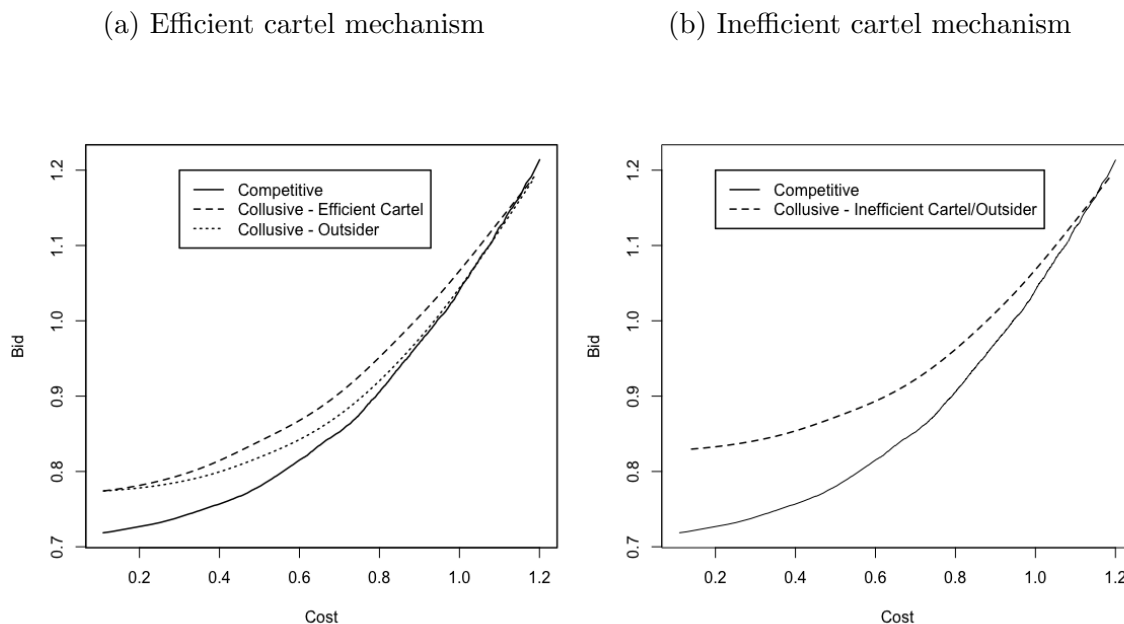 (a) Efficient cartel mechanism
(b) Inefficient cartel mechanism
Competitive
Collusive - Efficient Cartel
Collusive - Outsider
Bid
0.7
0.8
0.9
1.0
1.1
1.2
0.2
0.4
0.6
0.8
1.0
1.2
Cost
Competitive
Collusive - Inefficient Cartel/Outsider
Bid
0.7
0.8
0.9
1.0
1.1
1.2
0.2
0.4
0.6
0.8
1.0
1.2
Cost